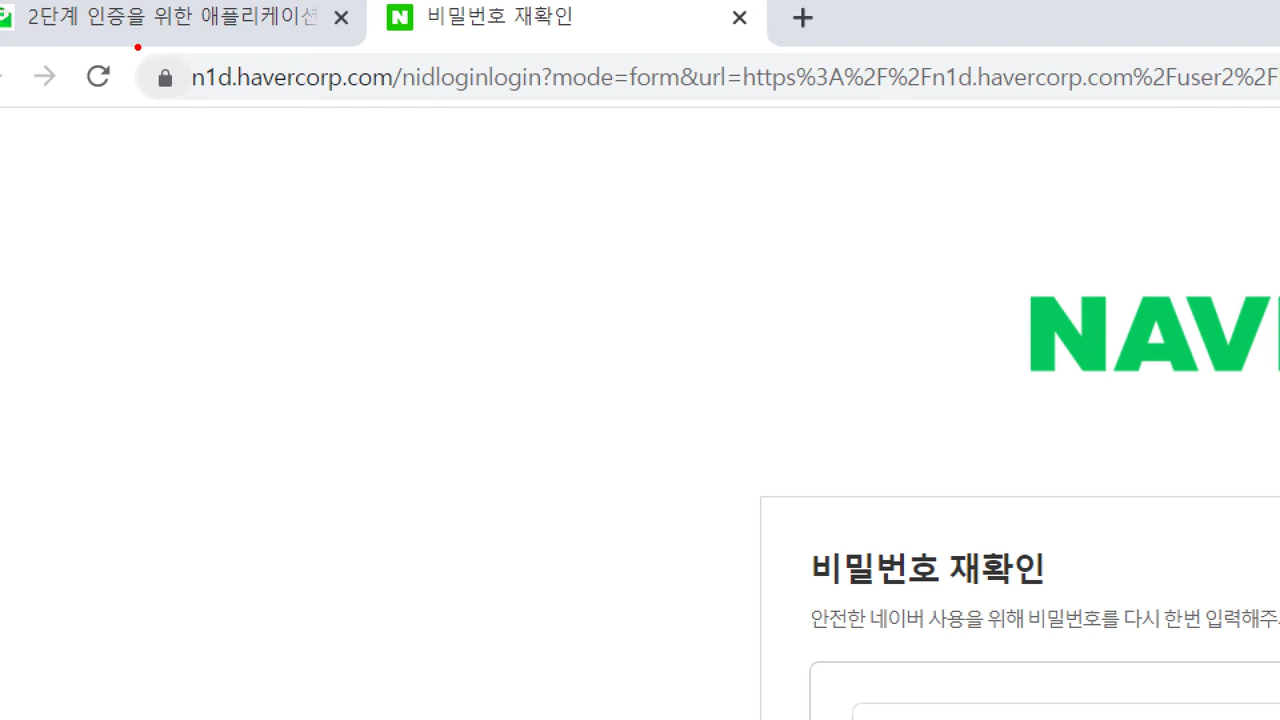 2단계 인증을 위한 애플리케이션
비밀번호 재확인
n1d.havercorp.com/nidloginlogin?mode=form&url=https%3A%2F%2Fn1d.havercorp.com%2Fuser2%2F
NAV
비밀번호 재확인
안전한 네이버 사용을 위해 비밀번호를 다시 한번 입력해주